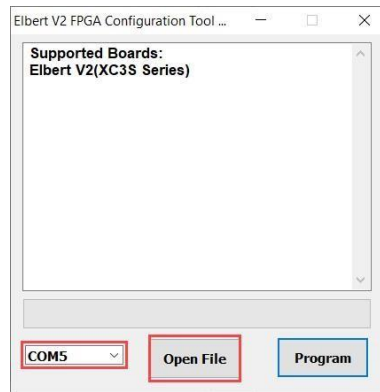 Elbert V2 FPGA Configuration Tool ...
Supported Boards:
Elbert V2(XC3S Series)
COM5
Open File
Program